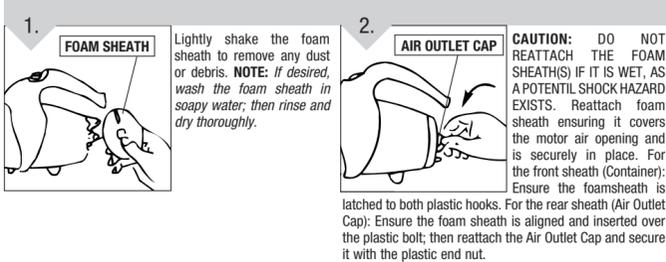 1.
FOAM SHEATH
Lightly shake the foam
sheath to remove any dust
or debris. NOTE: If desired,
wash the foam sheath in
soapy water; then rinse and
dry thoroughly.
2.
AIR OUTLET CAP
CAUTION: DO NOT
REATTACH THE FOAM
SHEATH(S) IF IT IS WET, AS
A POTENTIL SHOCK HAZARD
EXISTS. Reattach foam
sheath ensuring it covers
the motor air opening and
is securely in place. For
the front sheath (Container):
Ensure the foamsheath is
latched to both plastic hooks. For the rear sheath (Air Outlet
Cap): Ensure the foam sheath is aligned and inserted over
the plastic bolt; then reattach the Air Outlet Cap and secure
it with the plastic end nut.